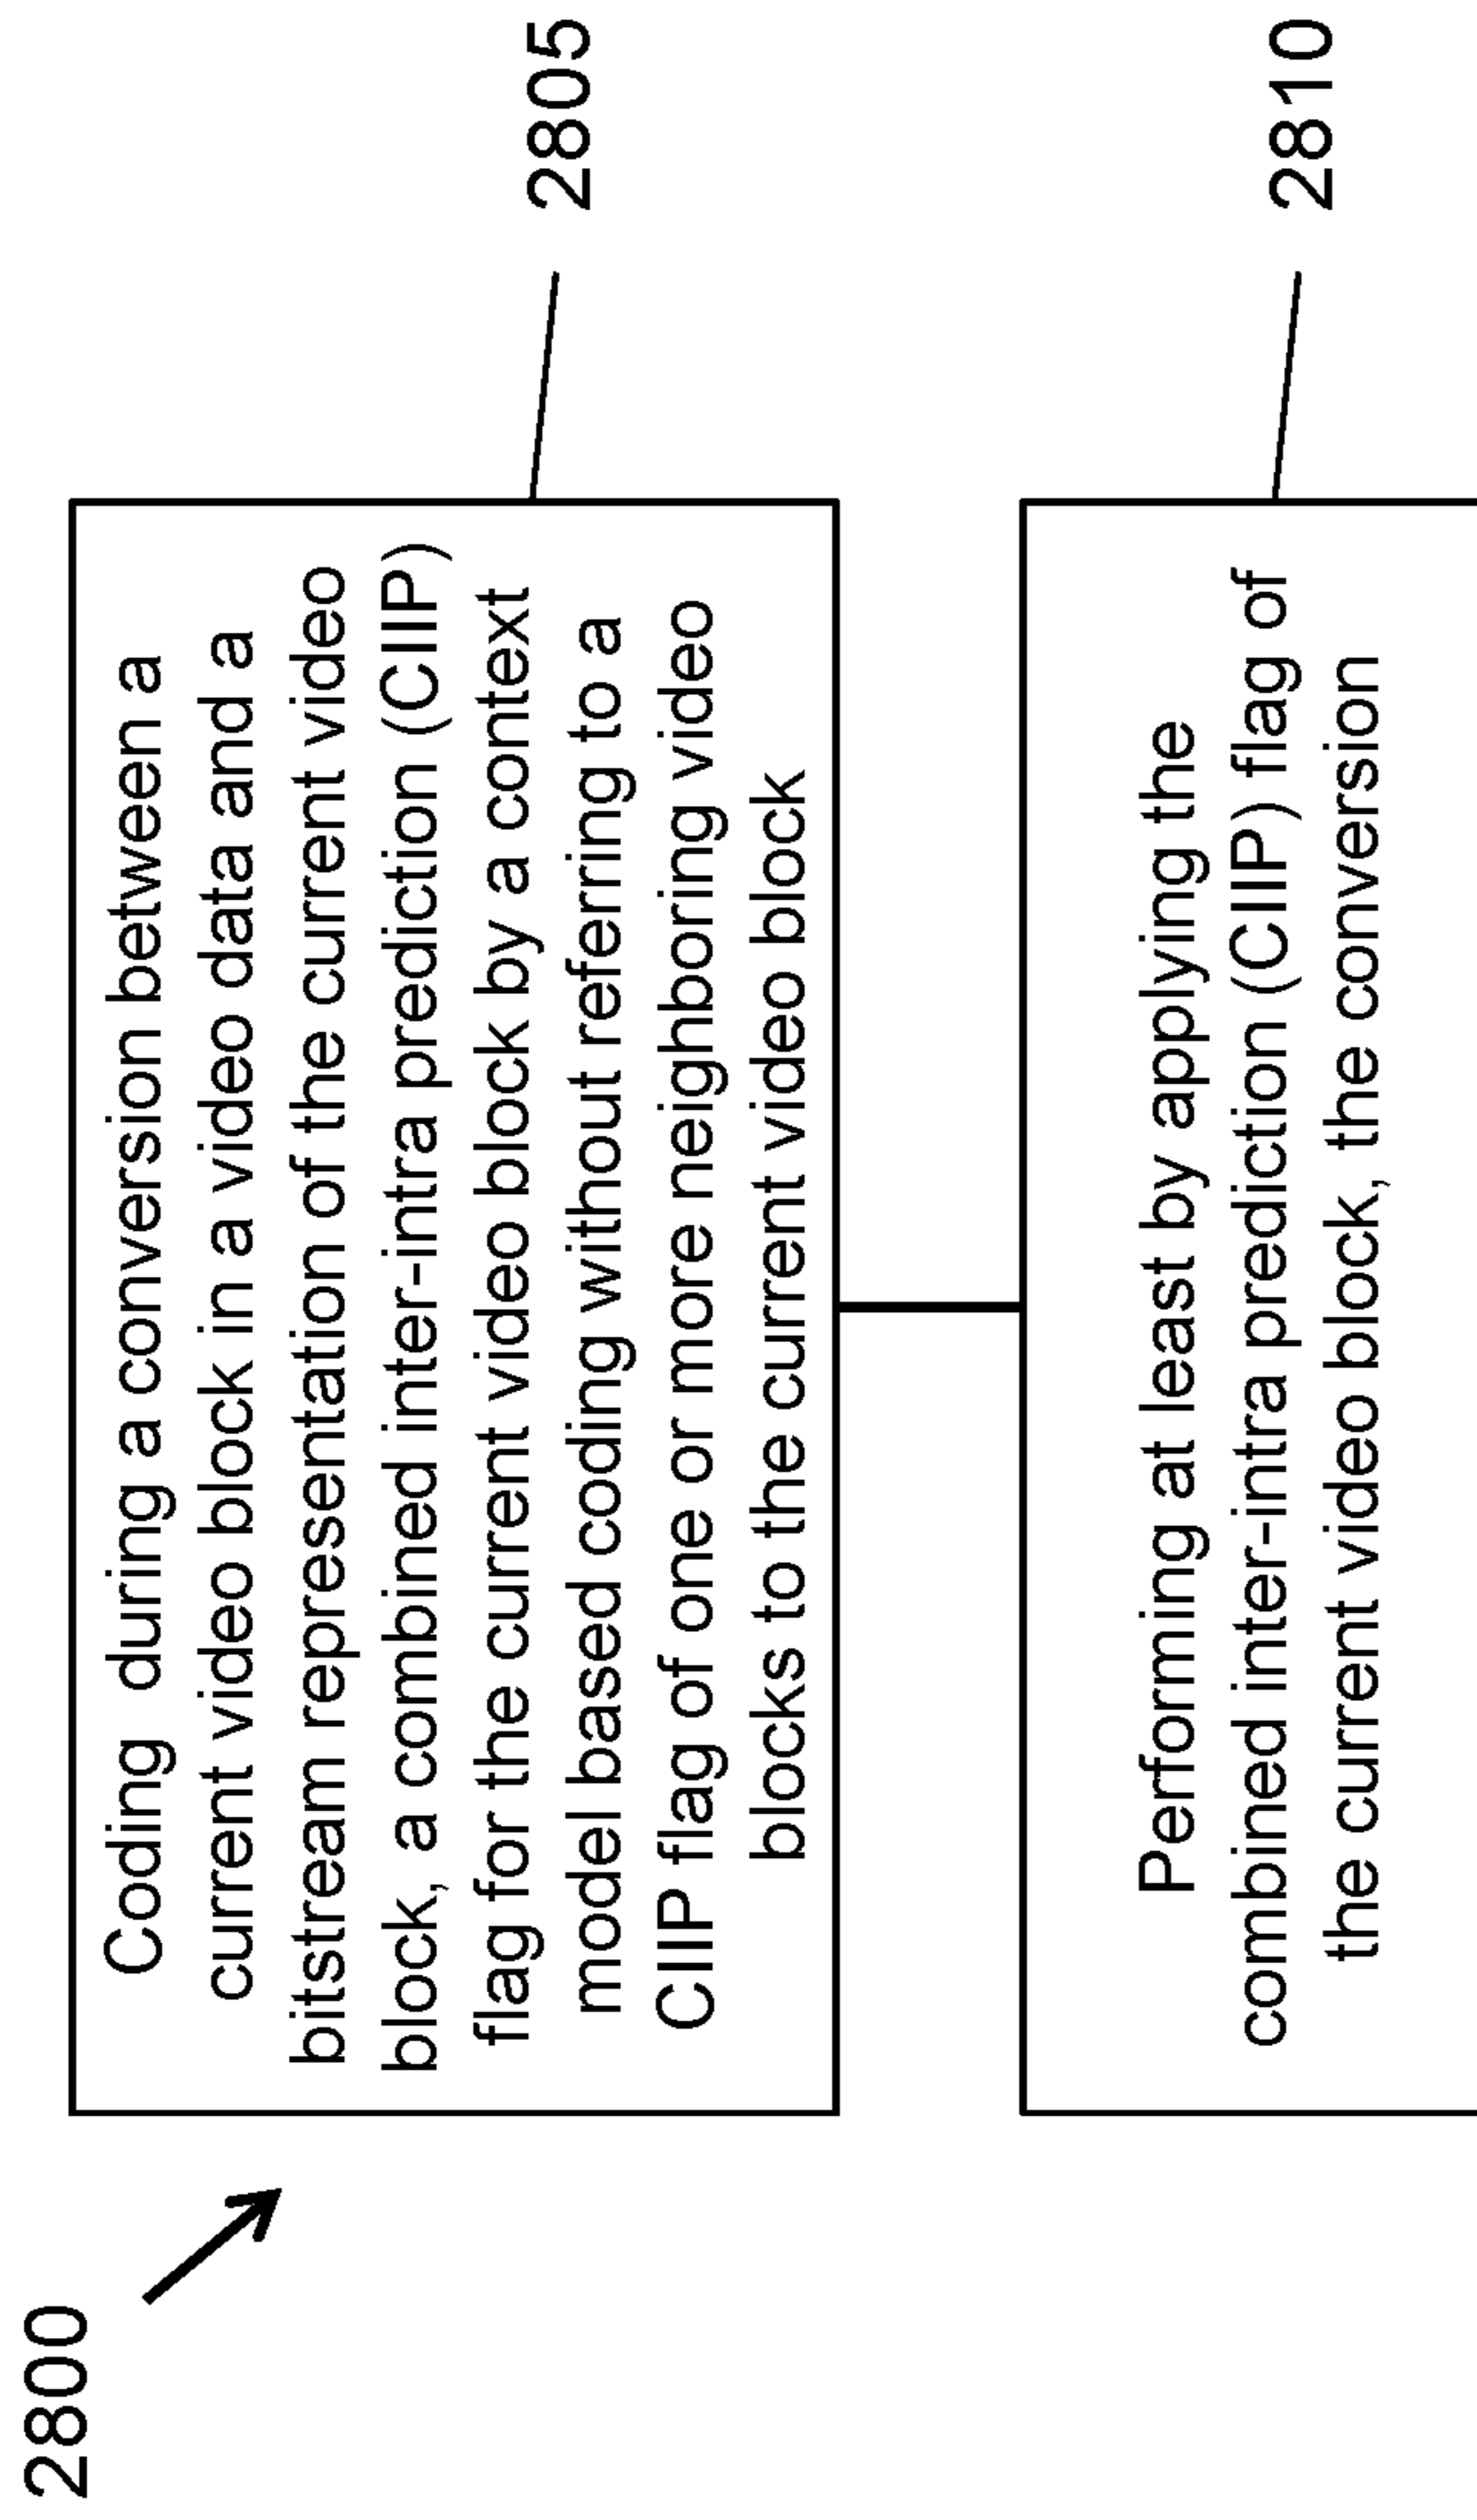 2800
Coding during a conversion between a
current video block in a video data and a
bitstream representation of the current video
block, a combined inter-intra prediction (CIIP)
flag for the current video block by a context
model based coding without referring to a
CIIP flag of one or more neighboring video
blocks to the current video block
2805
Performing at least by applying the
combined inter-intra prediction (CIIP) flag of
the current video block, the conversion
2810